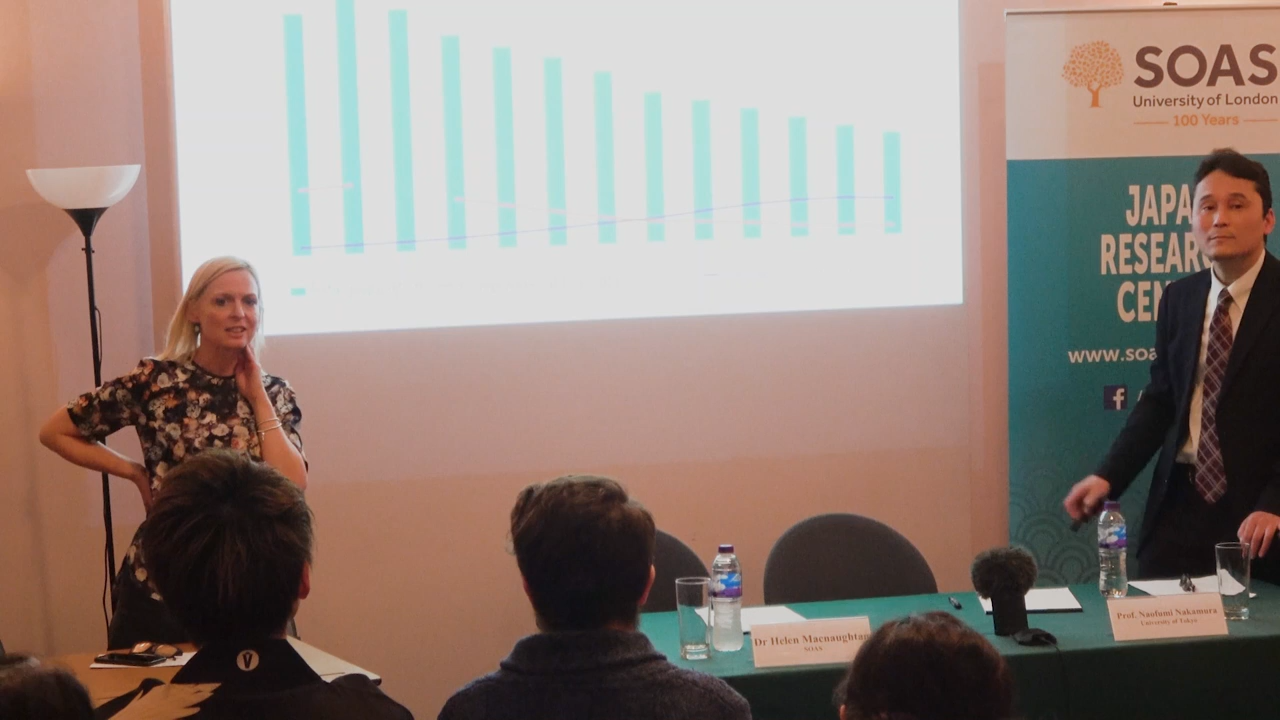 SOAS
University of London
100 Years
JAPA
RESEARC
CEN
www.soa
f
Dr Helen Macnaughtan
SOAS
Prof. Naofumi Nakamura
University of Tokyo